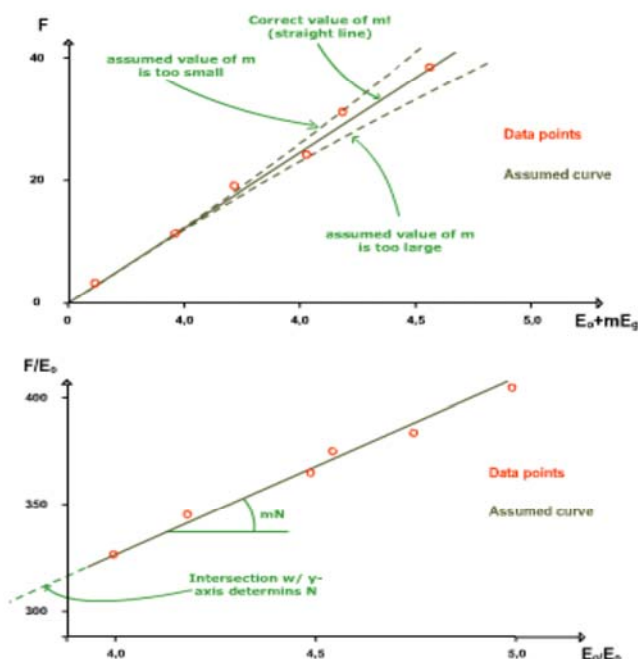 F
Correct value of m!
(straight line)
40
assumed value of m
is too small
Data points
20
Assumed curve
assumed value of m
is too large
0
0
4,0
4,0
4,5
5,0
Eo+mEg
F/Eo
400
Data points
350
mN
Assumed curve
Intersection w/ y-
axis determins N
300
4,0
4,5
5,0